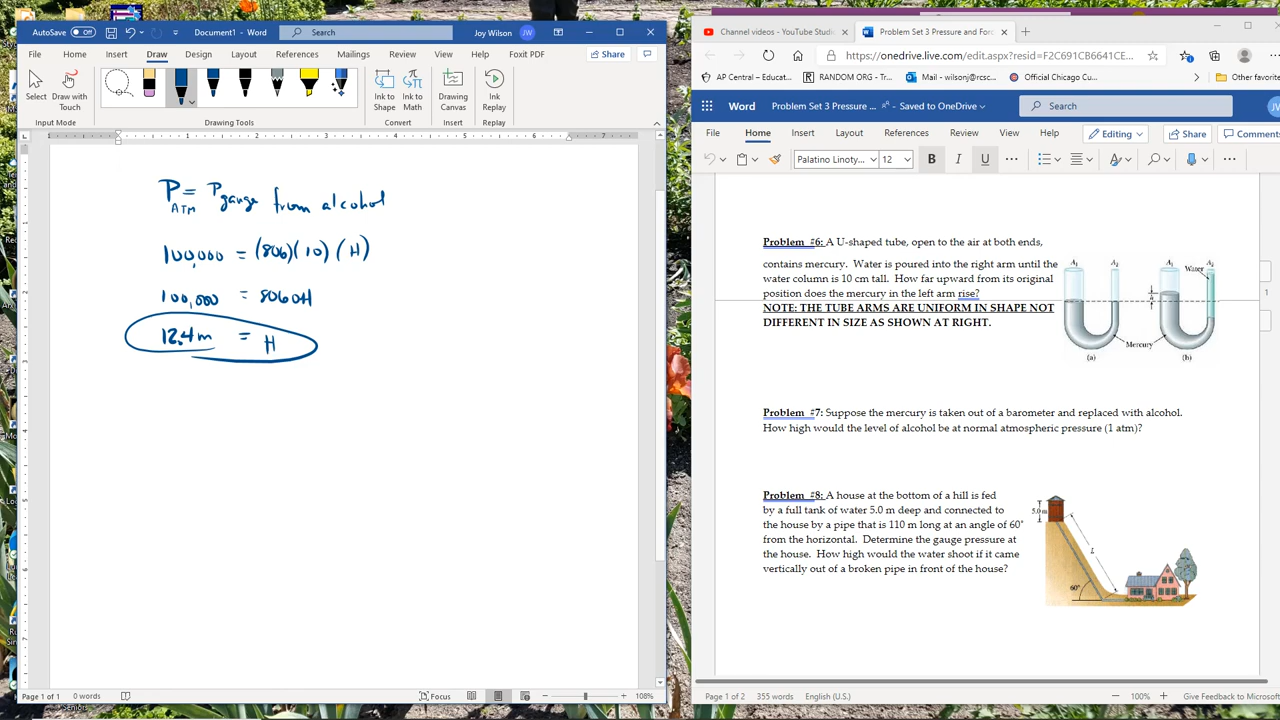 AutoSave Off Document1 - Word Search Joy Wilson JW
File Home Insert Draw Design Layout References Mailings Review View Help Foxit PDF Share
Select Draw with Touch Ink to Shape Ink to Math Drawing Canvas Ink Replay
Input Mode Drawing Tools Convert Insert Replay
P ATM = P gauge from alcohol
100,000 = (806)(10)(H)
100,000 = 8060H
12.4m = H
Page 1 of 1 0 words Focus 108%
Channel videos - YouTube Studio Problem Set 3 Pressure and Forc
https://onedrive.live.com/edit.aspx?resid=F2C691CB6641CE...
AP Central – Educat... RANDOM ORG - Tr... Mail - wilsonj@rcsc... Official Chicago Cu... Other favorites
Word Problem Set 3 Pressure ... - Saved to OneDrive Search JW
File Home Insert Layout References Review View Help Editing Share Comments
Palatino Linoty... 12 B I U
Problem #6: A U-shaped tube, open to the air at both ends,
contains mercury. Water is poured into the right arm until the
water column is 10 cm tall. How far upward from its original
position does the mercury in the left arm rise?
NOTE: THE TUBE ARMS ARE UNIFORM IN SHAPE NOT
DIFFERENT IN SIZE AS SHOWN AT RIGHT.
A1 A2 A1 Water A2
h
Mercury
(a) (b)
Problem #7: Suppose the mercury is taken out of a barometer and replaced with alcohol.
How high would the level of alcohol be at normal atmospheric pressure (1 atm)?
Problem #8: A house at the bottom of a hill is fed
by a full tank of water 5.0 m deep and connected to
the house by a pipe that is 110 m long at an angle of 60°
from the horizontal. Determine the gauge pressure at
the house. How high would the water shoot if it came
vertically out of a broken pipe in front of the house?
5.0 m
60°
Page 1 of 2 355 words English (U.S.) 100% Give Feedback to Microsoft